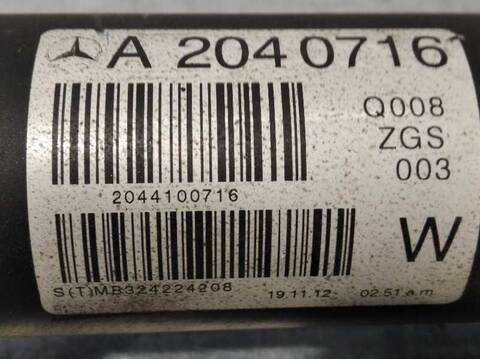 A 2040716
Q008
ZGS
003
2044100716
W
S(T)MB324224208 19.11.12 02.51 a.m